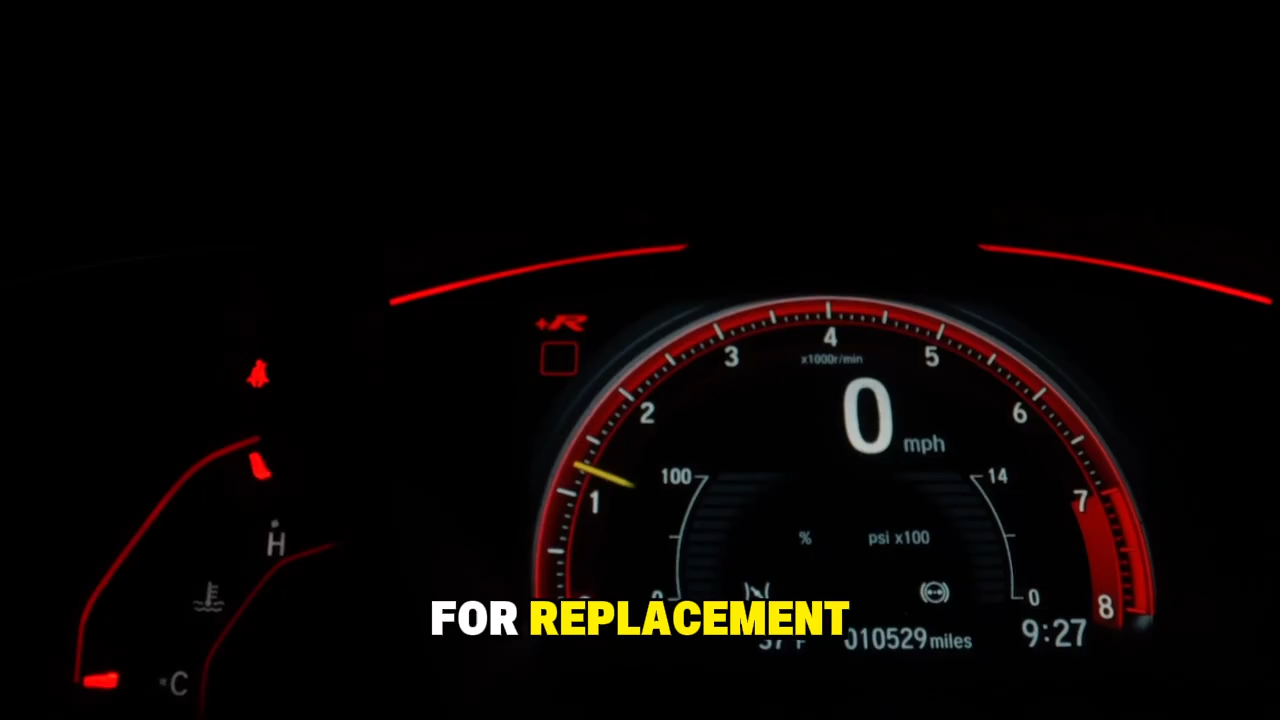 +R
4
3
5
x1000r/min
2
0
6
mph
100
14
7
1
H
%
psi x100
0
0
8
FOR REPLACEMENT
010529 miles
9:27
C